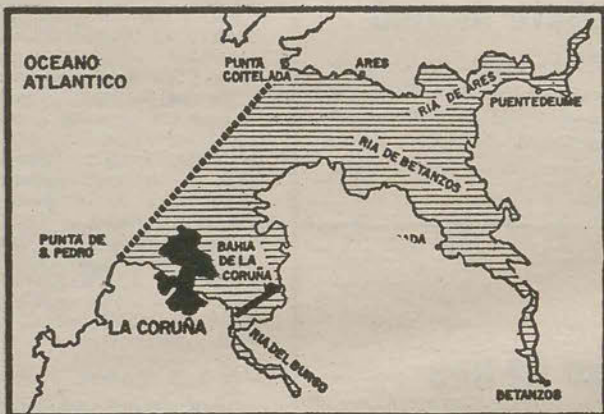 OCEANO
ATLANTICO
PUNTA
COITELADA
ARES
RIA DE ARES
PUENTEDEUME
RIA DE BETANZOS
PUNTA DE
S. PEDRO
BAHIA
DE LA
CORUÑA
ADA
LA CORUÑA
RIA DEL BURGO
BETANZOS